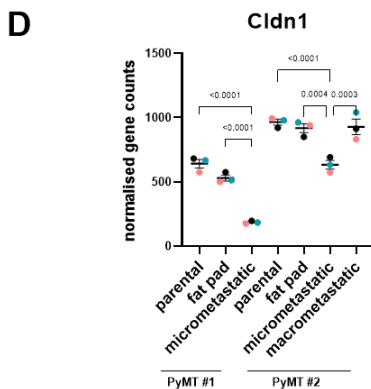 D
Cldn1
normalised gene counts
1500
1000
500
0
<0.0001
<0.0001
<0.0001
0.0004
0.0003
parental
fat pad
micrometastatic
parental
fat pad
micrometastatic
macrometastatic
PyMT #1
PyMT #2